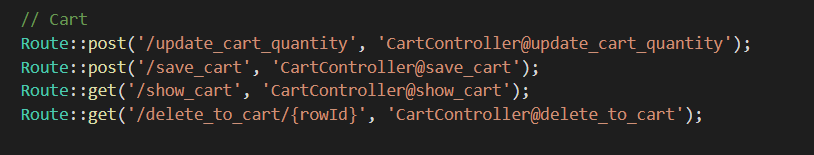 // Cart
Route::post('/update_cart_quantity', 'CartController@update_cart_quantity');
Route::post('/save_cart', 'CartController@save_cart');
Route::get('/show_cart', 'CartController@show_cart');
Route::get('/delete_to_cart/{rowId}', 'CartController@delete_to_cart');